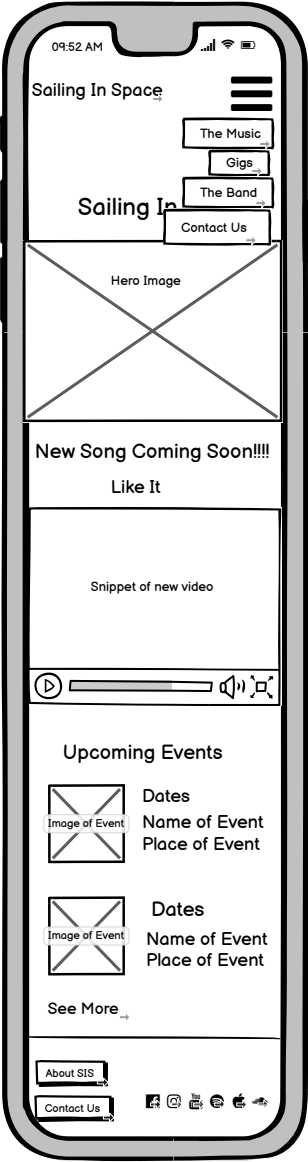 09:52 AM
Sailing In Space
The Music
Gigs
The Band
Sailing In
Contact Us
Hero Image
New Song Coming Soon!!!!
Like It
Snippet of new video
Upcoming Events
Dates
Image of Event
Name of Event
Place of Event
Dates
Image of Event
Name of Event
Place of Event
See More
About SIS
Contact Us
You